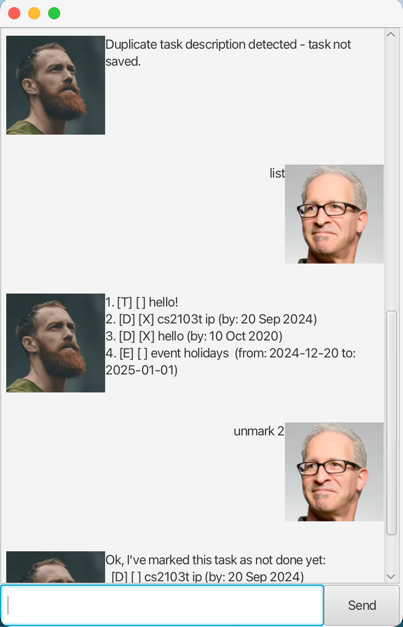 Duplicate task description detected - task not
saved.
list
1. [T] [ ] hello!
2. [D] [X] cs2103t ip (by: 20 Sep 2024)
3. [D] [X] hello (by: 10 Oct 2020)
4. [E] [ ] event holidays  (from: 2024-12-20 to:
2025-01-01)
unmark 2
Ok, I've marked this task as not done yet:
[D] [ ] cs2103t ip (by: 20 Sep 2024)
Send